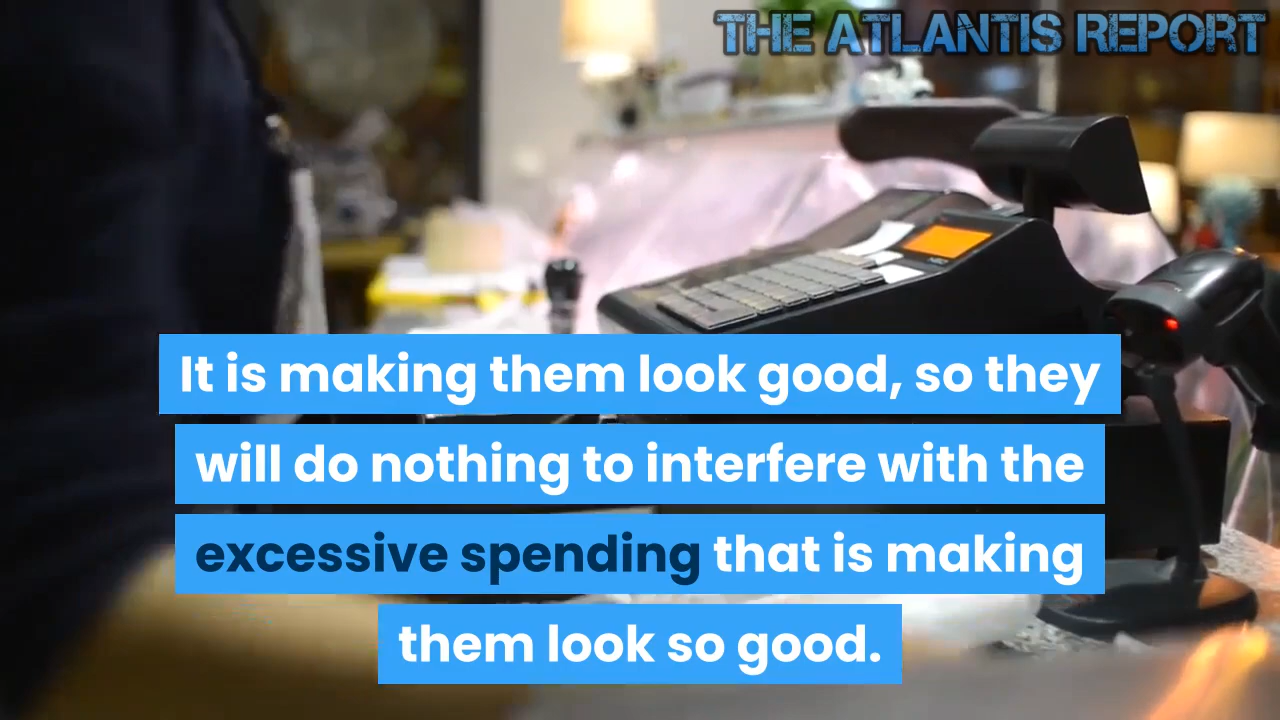 THE ATLANTIS REPORT
It is making them look good, so they
will do nothing to interfere with the
excessive spending that is making
them look so good.